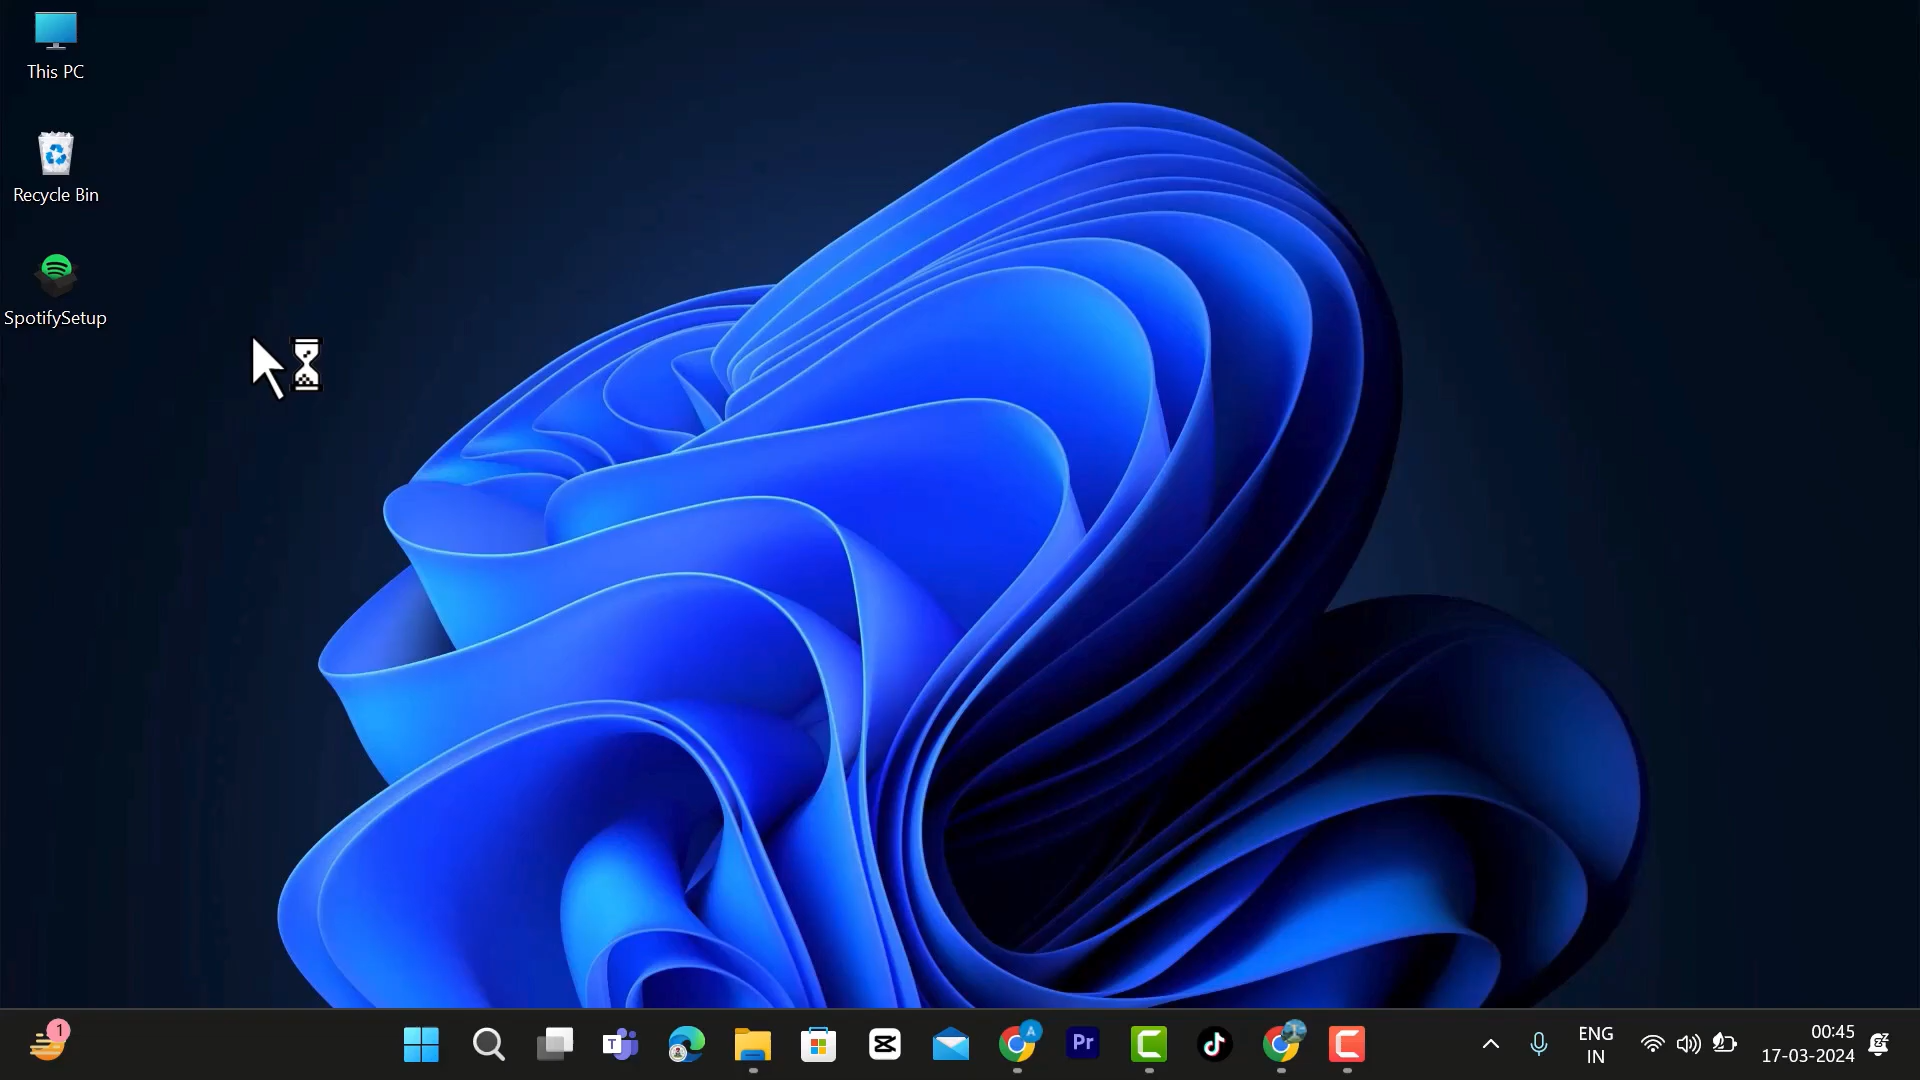 This PC
Recycle Bin
SpotifySetup
1
T
A
Pr
ENG
IN
00:45
17-03-2024